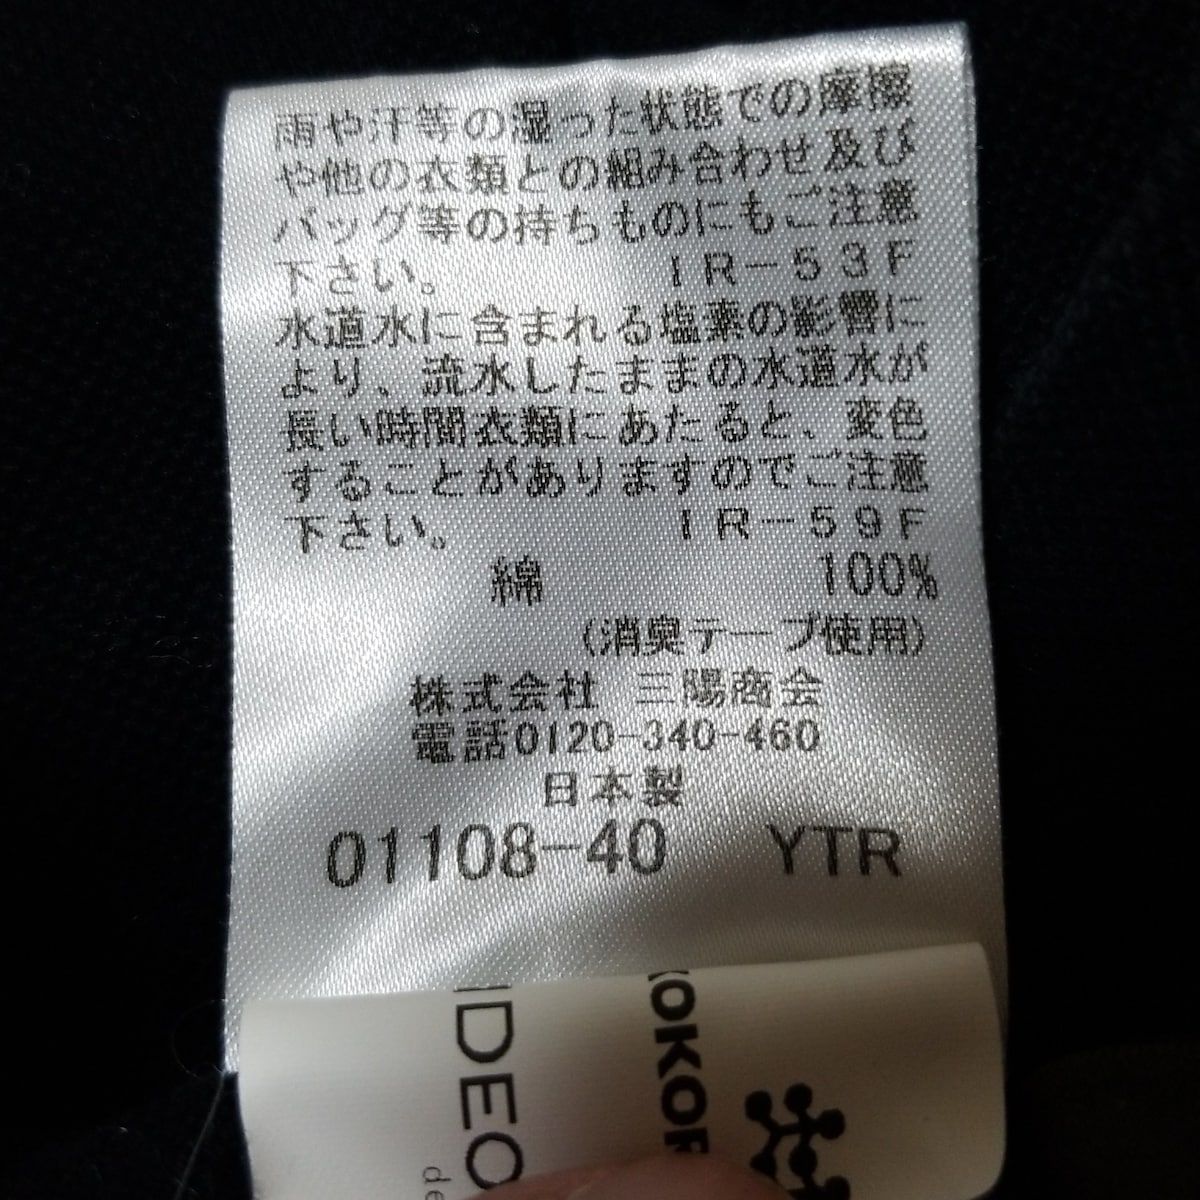 雨や汗等の湿った状態での摩擦
や他の衣類との組み合わせ及び
バッグ等の持ちものにもご注意
下さい。 IR-53F
水道水に含まれる塩素の影響に
より、流水したままの水道水が
長い時間衣類にあたると、変色
することがありますのでご注意
下さい。 IR-59F
綿 100%
(消臭テープ使用)
株式会社 三陽商会
電話0120-340-460
日本製
01108-40 YTR
KOKOR
IDEO
de